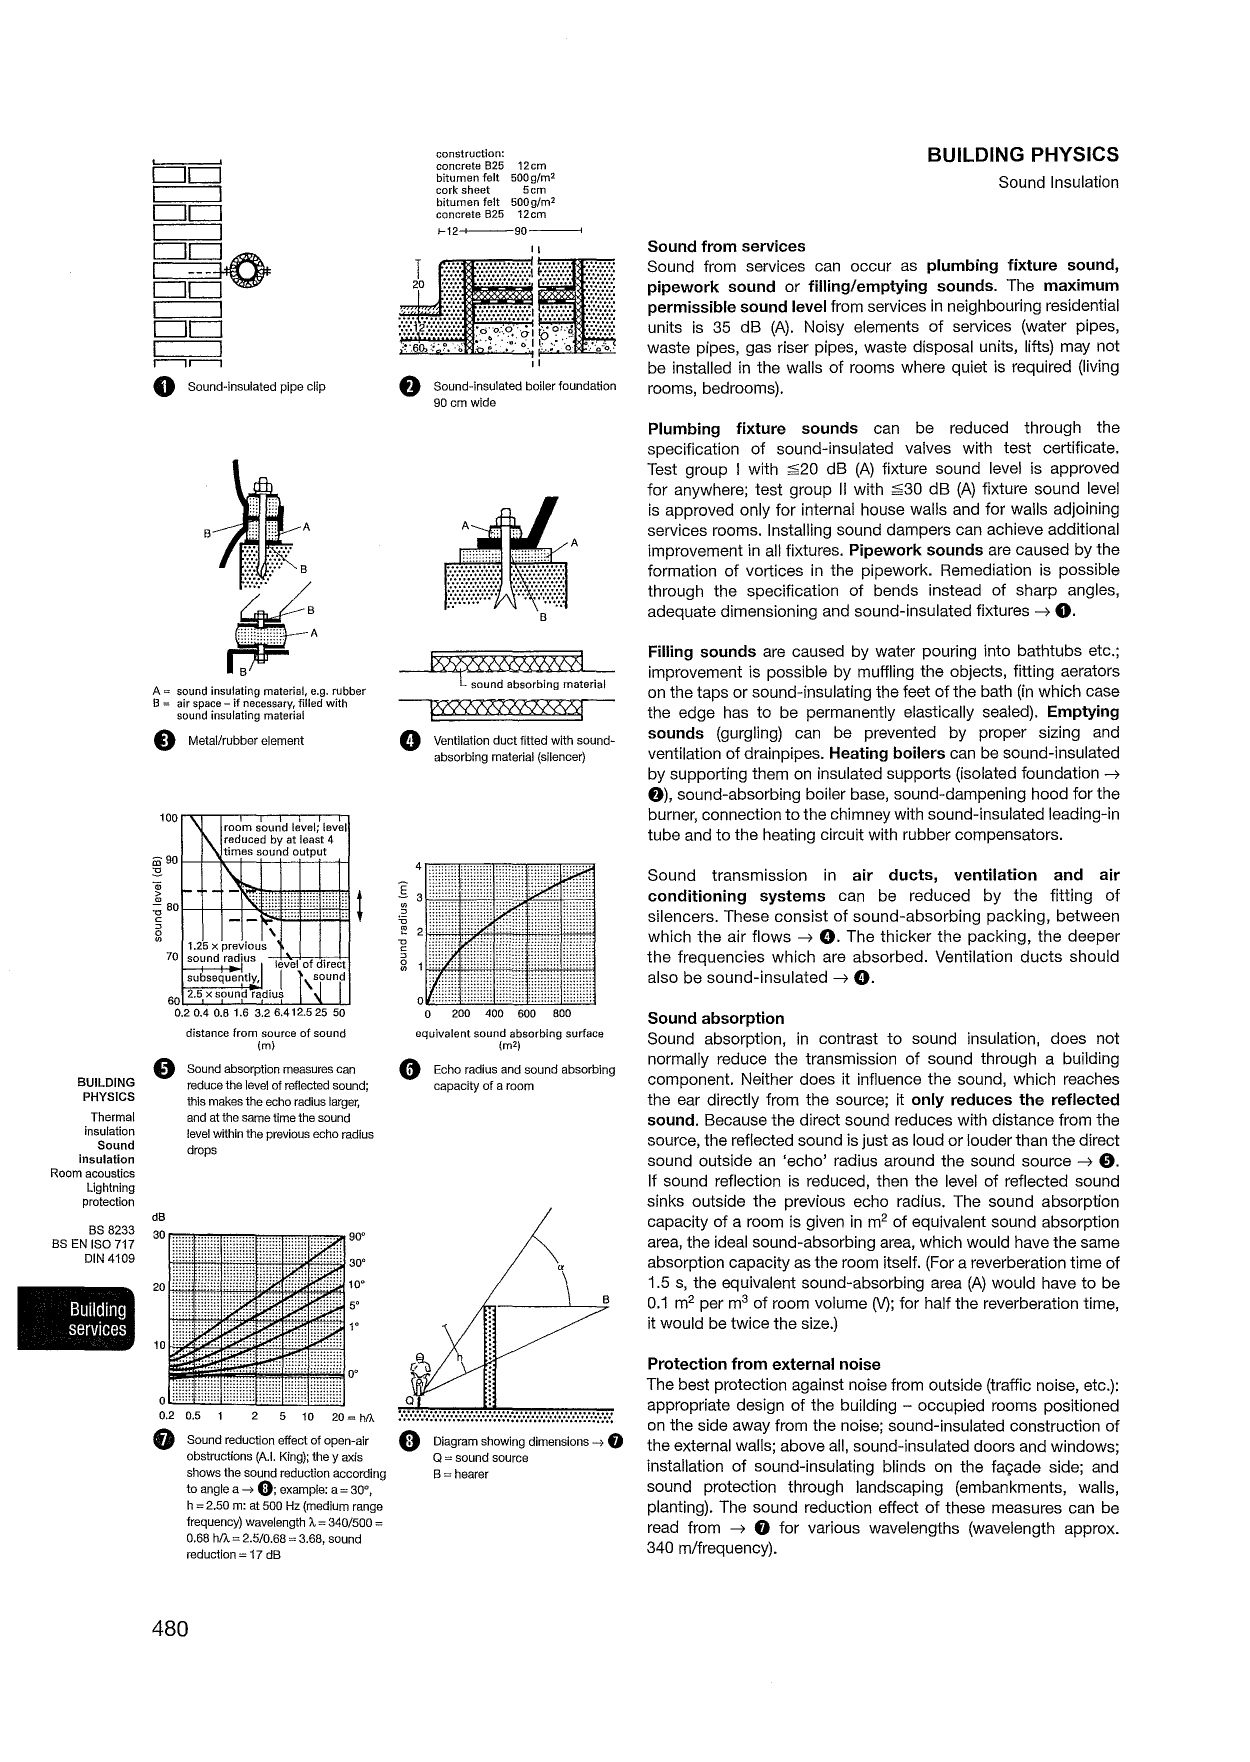 BUILDING PHYSICS
Sound Insulation
construction:
concrete B25 12cm
bitumen felt 500g/m²
cork sheet 5cm
bitumen felt 500g/m²
concrete B25 12cm
12
90
20
12
60
❶ Sound-insulated pipe clip
❷ Sound-insulated boiler foundation
90 cm wide
B
A
B
B
A
B
A = sound insulating material, e.g. rubber
B = air space – if necessary, filled with
sound insulating material
❸ Metal/rubber element
A
A
B
sound absorbing material
❹ Ventilation duct fitted with sound-
absorbing material (silencer)
100
90
80
70
60
sound level (dB)
room sound level; level
reduced by at least 4
times sound output
1.25 x previous
sound radius
subsequently,
2.5 x sound radius
level of direct
sound
0.2 0.4 0.8 1.6 3.2 6.4 12.5 25 50
distance from source of sound
(m)
❺ Sound absorption measures can
reduce the level of reflected sound;
this makes the echo radius larger,
and at the same time the sound
level within the previous echo radius
drops
4
3
2
1
0
sound radius (m)
0 200 400 600 800
equivalent sound absorbing surface
(m²)
❻ Echo radius and sound absorbing
capacity of a room
dB
30
20
10
0
90°
30°
10°
5°
1°
0°
0.2 0.5 1 2 5 10 20 = h/λ
❼ Sound reduction effect of open-air
obstructions (A.I. King); the y axis
shows the sound reduction according
to angle a → ❽; example: a = 30°,
h = 2.50 m: at 500 Hz (medium range
frequency) wavelength λ = 340/500 =
0.68 h/λ = 2.5/0.68 = 3.68, sound
reduction = 17 dB
α
B
h
Q
❽ Diagram showing dimensions → ❼
Q = sound source
B = hearer
BUILDING
PHYSICS
Thermal
insulation
Sound
insulation
Room acoustics
Lightning
protection
BS 8233
BS EN ISO 717
DIN 4109
Building
services
Sound from services
Sound from services can occur as plumbing fixture sound,
pipework sound or filling/emptying sounds. The maximum
permissible sound level from services in neighbouring residential
units is 35 dB (A). Noisy elements of services (water pipes,
waste pipes, gas riser pipes, waste disposal units, lifts) may not
be installed in the walls of rooms where quiet is required (living
rooms, bedrooms).
Plumbing fixture sounds can be reduced through the
specification of sound-insulated valves with test certificate.
Test group I with ≦20 dB (A) fixture sound level is approved
for anywhere; test group II with ≦30 dB (A) fixture sound level
is approved only for internal house walls and for walls adjoining
services rooms. Installing sound dampers can achieve additional
improvement in all fixtures. Pipework sounds are caused by the
formation of vortices in the pipework. Remediation is possible
through the specification of bends instead of sharp angles,
adequate dimensioning and sound-insulated fixtures → ❶.
Filling sounds are caused by water pouring into bathtubs etc.;
improvement is possible by muffling the objects, fitting aerators
on the taps or sound-insulating the feet of the bath (in which case
the edge has to be permanently elastically sealed). Emptying
sounds (gurgling) can be prevented by proper sizing and
ventilation of drainpipes. Heating boilers can be sound-insulated
by supporting them on insulated supports (isolated foundation →
❷), sound-absorbing boiler base, sound-dampening hood for the
burner, connection to the chimney with sound-insulated leading-in
tube and to the heating circuit with rubber compensators.
Sound transmission in air ducts, ventilation and air
conditioning systems can be reduced by the fitting of
silencers. These consist of sound-absorbing packing, between
which the air flows → ❹. The thicker the packing, the deeper
the frequencies which are absorbed. Ventilation ducts should
also be sound-insulated → ❹.
Sound absorption
Sound absorption, in contrast to sound insulation, does not
normally reduce the transmission of sound through a building
component. Neither does it influence the sound, which reaches
the ear directly from the source; it only reduces the reflected
sound. Because the direct sound reduces with distance from the
source, the reflected sound is just as loud or louder than the direct
sound outside an ‘echo’ radius around the sound source → ❺.
If sound reflection is reduced, then the level of reflected sound
sinks outside the previous echo radius. The sound absorption
capacity of a room is given in m² of equivalent sound absorption
area, the ideal sound-absorbing area, which would have the same
absorption capacity as the room itself. (For a reverberation time of
1.5 s, the equivalent sound-absorbing area (A) would have to be
0.1 m² per m³ of room volume (V); for half the reverberation time,
it would be twice the size.)
Protection from external noise
The best protection against noise from outside (traffic noise, etc.):
appropriate design of the building – occupied rooms positioned
on the side away from the noise; sound-insulated construction of
the external walls; above all, sound-insulated doors and windows;
installation of sound-insulating blinds on the façade side; and
sound protection through landscaping (embankments, walls,
planting). The sound reduction effect of these measures can be
read from → ❼ for various wavelengths (wavelength approx.
340 m/frequency).
480